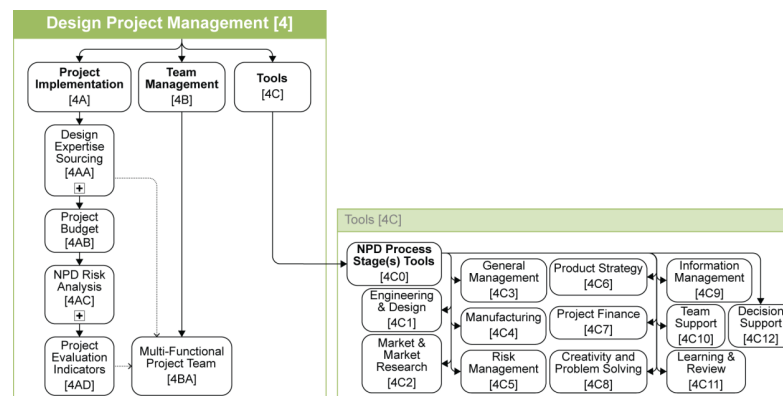 Design Project Management [4]
Project
Implementation
[4A]
Team
Management
[4B]
Tools
[4C]
Design
Expertise
Sourcing
[4AA]
+
Project
Budget
[4AB]
NPD Risk
Analysis
[4AC]
+
Project
Evaluation
Indicators
[4AD]
Multi-Functional
Project Team
[4BA]
Tools [4C]
NPD Process
Stage(s) Tools
[4C0]
Engineering
& Design
[4C1]
Market &
Market
Research
[4C2]
General
Management
[4C3]
Manufacturing
[4C4]
Risk
Management
[4C5]
Product Strategy
[4C6]
Project Finance
[4C7]
Creativity and
Problem Solving
[4C8]
Information
Management
[4C9]
Team
Support
[4C10]
Learning &
Review
[4C11]
Decision
Support
[4C12]